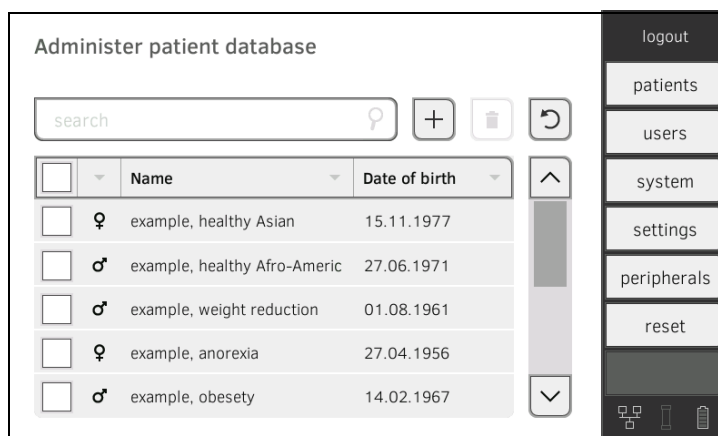 Administer patient database
search
Name Date of birth
example, healthy Asian 15.11.1977
example, healthy Afro-Americ 27.06.1971
example, weight reduction 01.08.1961
example, anorexia 27.04.1956
example, obesety 14.02.1967
logout
patients
users
system
settings
peripherals
reset